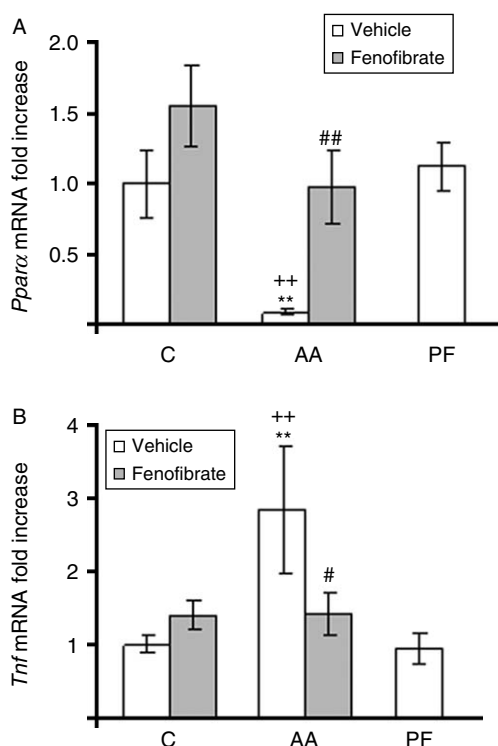 A
Vehicle
Fenofibrate
Pparα mRNA fold increase
2.0
1.5
1.0
0.5
++
**
##
C AA PF
B
Vehicle
Fenofibrate
Tnf mRNA fold increase
4
3
2
1
++
**
#
C AA PF